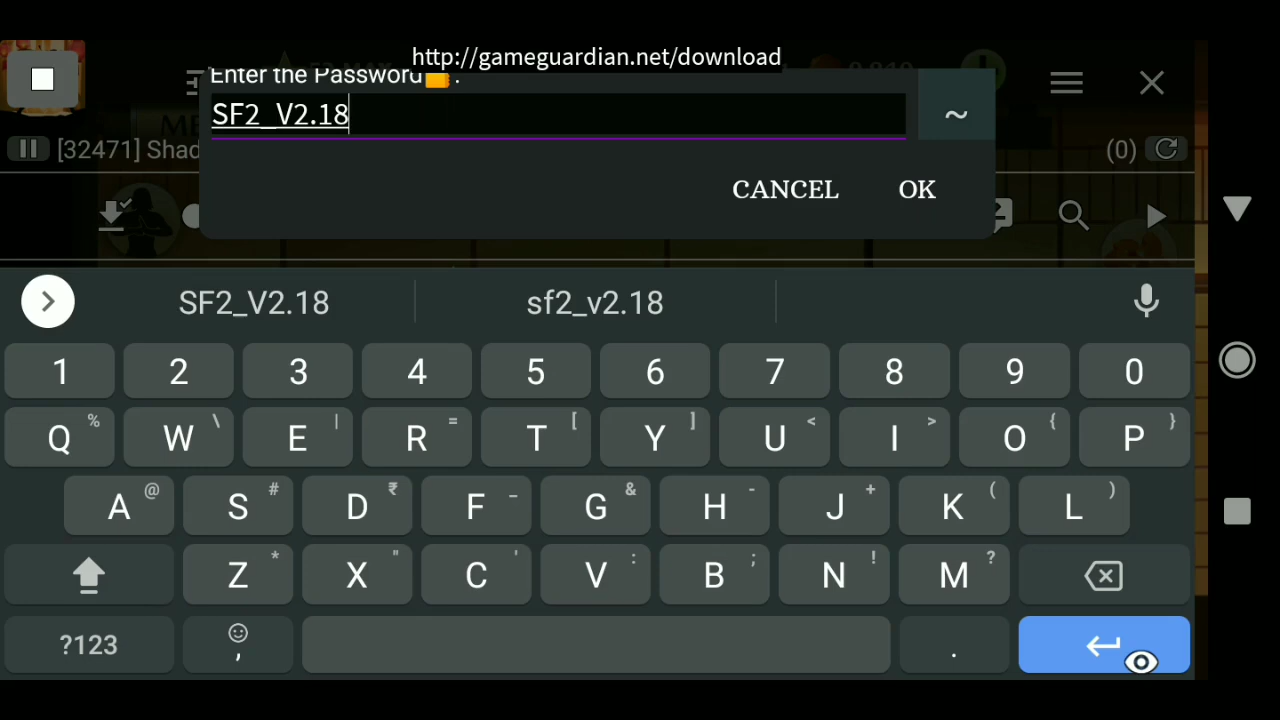 http://gameguardian.net/download
Enter the Password :
SF2_V2.18
~
[32471] Shad
(0)
CANCEL OK
SF2_V2.18 sf2_v2.18
1 2 3 4 5 6 7 8 9 0
Q % W \ E | R = T [ Y ] U < I > O { P }
A @ S # D ₹ F _ G & H - J + K ( L )
Z * X " C ' V : B ; N ! M ?
?123 , .